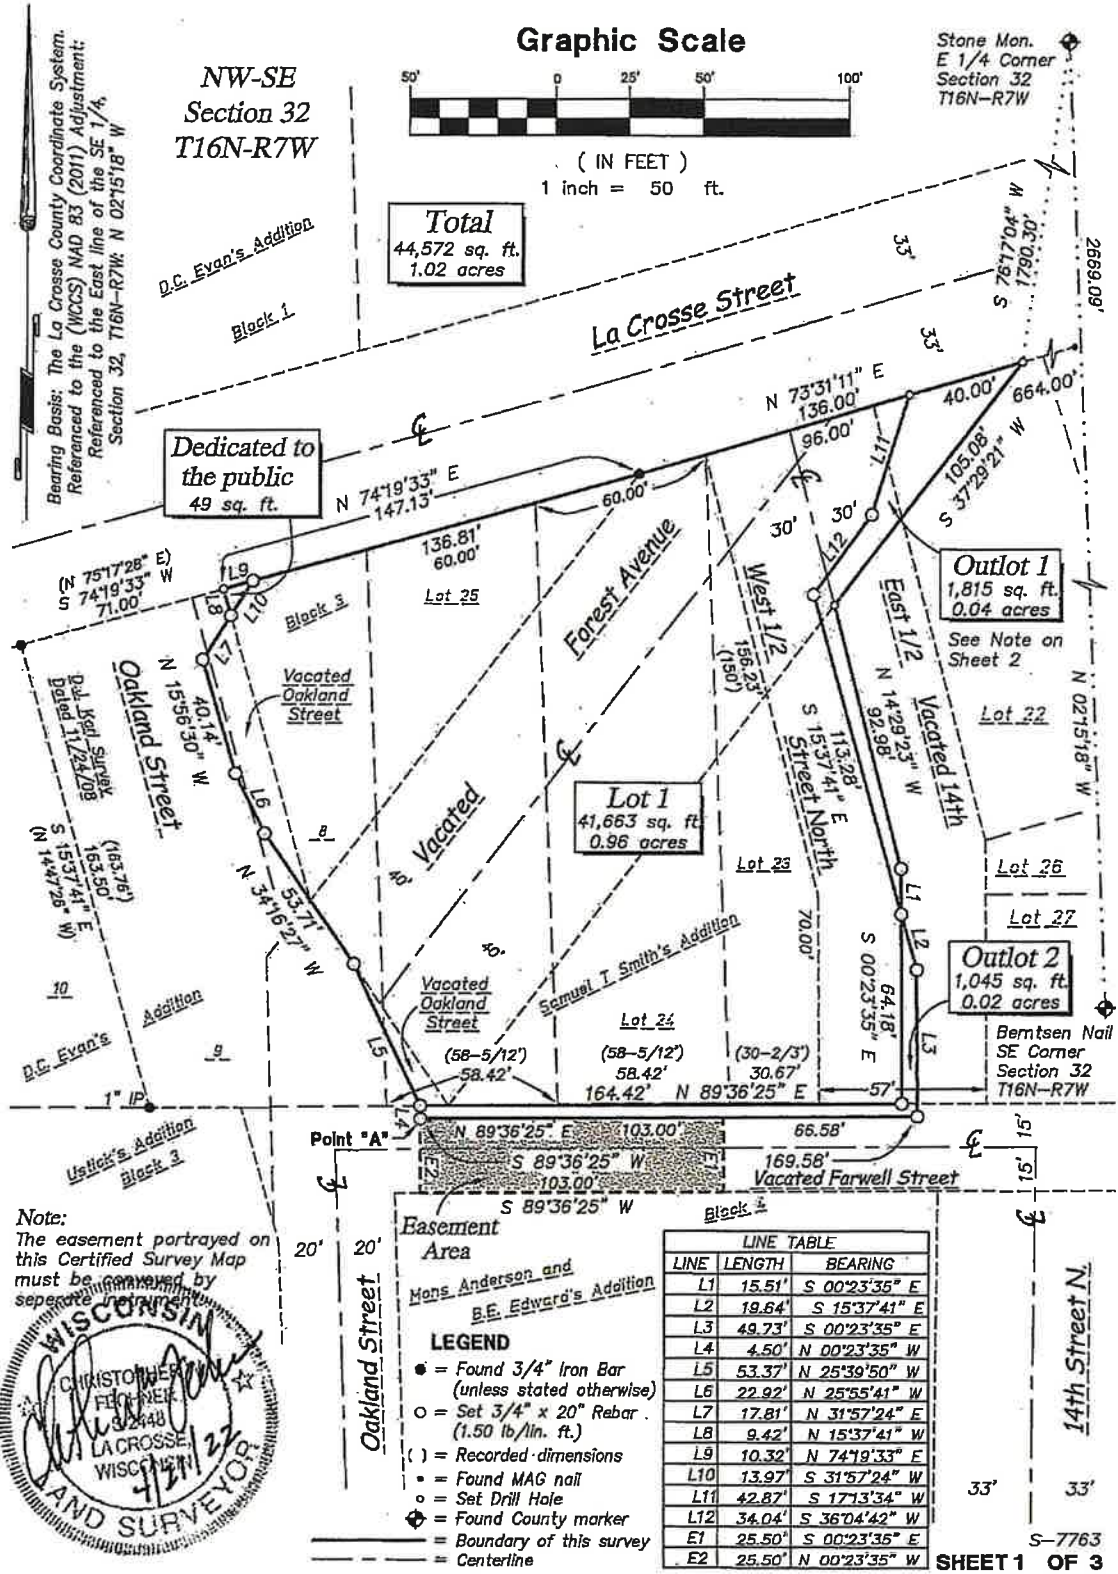 Graphic Scale
50' 0 25' 50' 100'
( IN FEET )
1 inch = 50 ft.
NW-SE
Section 32
T16N-R7W
Stone Mon.
E 1/4 Corner
Section 32
T16N-R7W
Bearing Basis: The La Crosse County Coordinate System.
Referenced to the (WCCS) NAD 83 (2011) Adjustment:
Referenced to the East line of the SE 1/4,
Section 32, T16N-R7W: N 02°15'18" W
Total
44,572 sq. ft.
1.02 acres
D.C. Evan's Addition
Block 1
La Crosse Street
33'
33'
S 76°17'04" W
1790.30'
2669.09'
N 73°31'11" E
136.00'
96.00'
40.00'
664.00'
Dedicated to
the public
49 sq. ft.
N 74°19'33" E
147.13'
136.81'
60.00'
60.00'
(N 75°17'28" E)
S 74°19'33" W
71.00'
L9
L8
L10
L7
Block 3
Lot 25
Forest Avenue
30'
30'
L11
L12
105.08'
S 37°29'21" W
Outlot 1
1,815 sq. ft.
0.04 acres
See Note on
Sheet 2
West 1/2
156.23'
(150')
East 1/2
Vacated 14th
Street North
Lot 22
N 02°15'18" W
N 14°29'23" W
92.98'
113.28'
S 15°37'41" E
Oakland Street
N 15°56'30" W
40.14'
Vacated
Oakland
Street
D.J. Karl Survey
Dated 11/24/08
(163.76')
163.50'
S 15°37'41" E
(N 14°47'26" W)
L6
8
Vacated
40'
40'
Lot 1
41,663 sq. ft.
0.96 acres
Lot 23
Lot 26
Lot 27
L1
L2
70.00'
N 34°16'27" W
53.71'
Samuel T Smith's Addition
S 00°23'35" E
64.18'
Outlot 2
1,045 sq. ft.
0.02 acres
10
D.C. Evan's Addition
9
Vacated
Oakland
Street
Lot 24
L5
L3
Berntsen Nail
SE Corner
Section 32
T16N-R7W
(58-5/12')
58.42'
(58-5/12')
58.42'
(30-2/3')
30.67'
164.42' N 89°36'25" E
57'
1" IP
L4
Point "A"
N 89°36'25" E 103.00'
66.58'
15'
15'
Ustick's Addition
Block 3
S 89°36'25" W
103.00'
169.58'
E2
E1
Vacated Farwell Street
S 89°36'25" W
Easement
Area
Block 4
Mons Anderson and
B.E. Edward's Addition
Note:
The easement portrayed on
this Certified Survey Map
must be conveyed by
seperate instrument.
20' 20'
Oakland Street
WISCONSIN
CHRISTOPHER
S-2448
LA CROSSE,
WISCONSIN
LAND SURVEYOR
4/21/22
LEGEND
= Found 3/4" Iron Bar
(unless stated otherwise)
= Set 3/4" x 20" Rebar
(1.50 lb/lin. ft.)
( ) = Recorded dimensions
= Found MAG nail
= Set Drill Hole
= Found County marker
= Boundary of this survey
= Centerline
LINE TABLE
LINE LENGTH BEARING
L1 15.51' S 00°23'35" E
L2 19.64' S 15°37'41" E
L3 49.73' S 00°23'35" E
L4 4.50' N 00°23'35" W
L5 53.37' N 25°39'50" W
L6 22.92' N 25°55'41" W
L7 17.81' N 31°57'24" E
L8 9.42' N 15°37'41" W
L9 10.32' N 74°19'33" E
L10 13.97' S 31°57'24" W
L11 42.87' S 17°13'34" W
L12 34.04' S 36°04'42" W
E1 25.50' S 00°23'35" E
E2 25.50' N 00°23'35" W
14th Street N.
33' 33'
S-7763
SHEET 1 OF 3